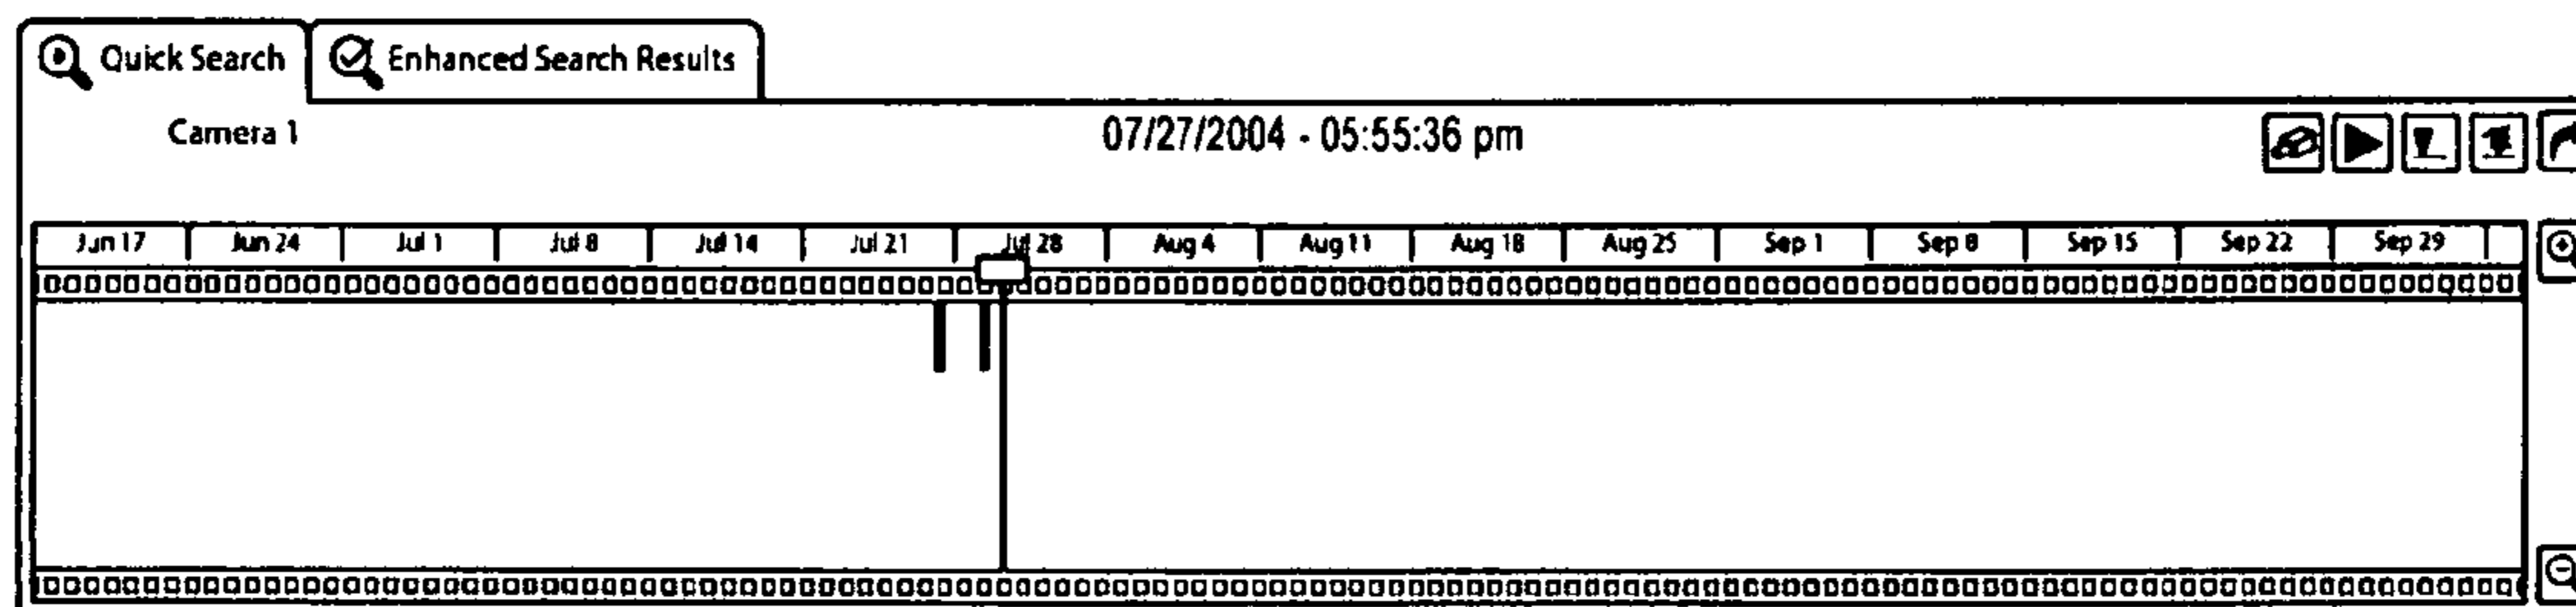 Quick Search Enhanced Search Results
Camera 1 07/27/2004 - 05:55:36 pm
Jun 17 Jun 24 Jul 1 Jul 8 Jul 14 Jul 21 Jul 28 Aug 4 Aug 11 Aug 18 Aug 25 Sep 1 Sep 8 Sep 15 Sep 22 Sep 29